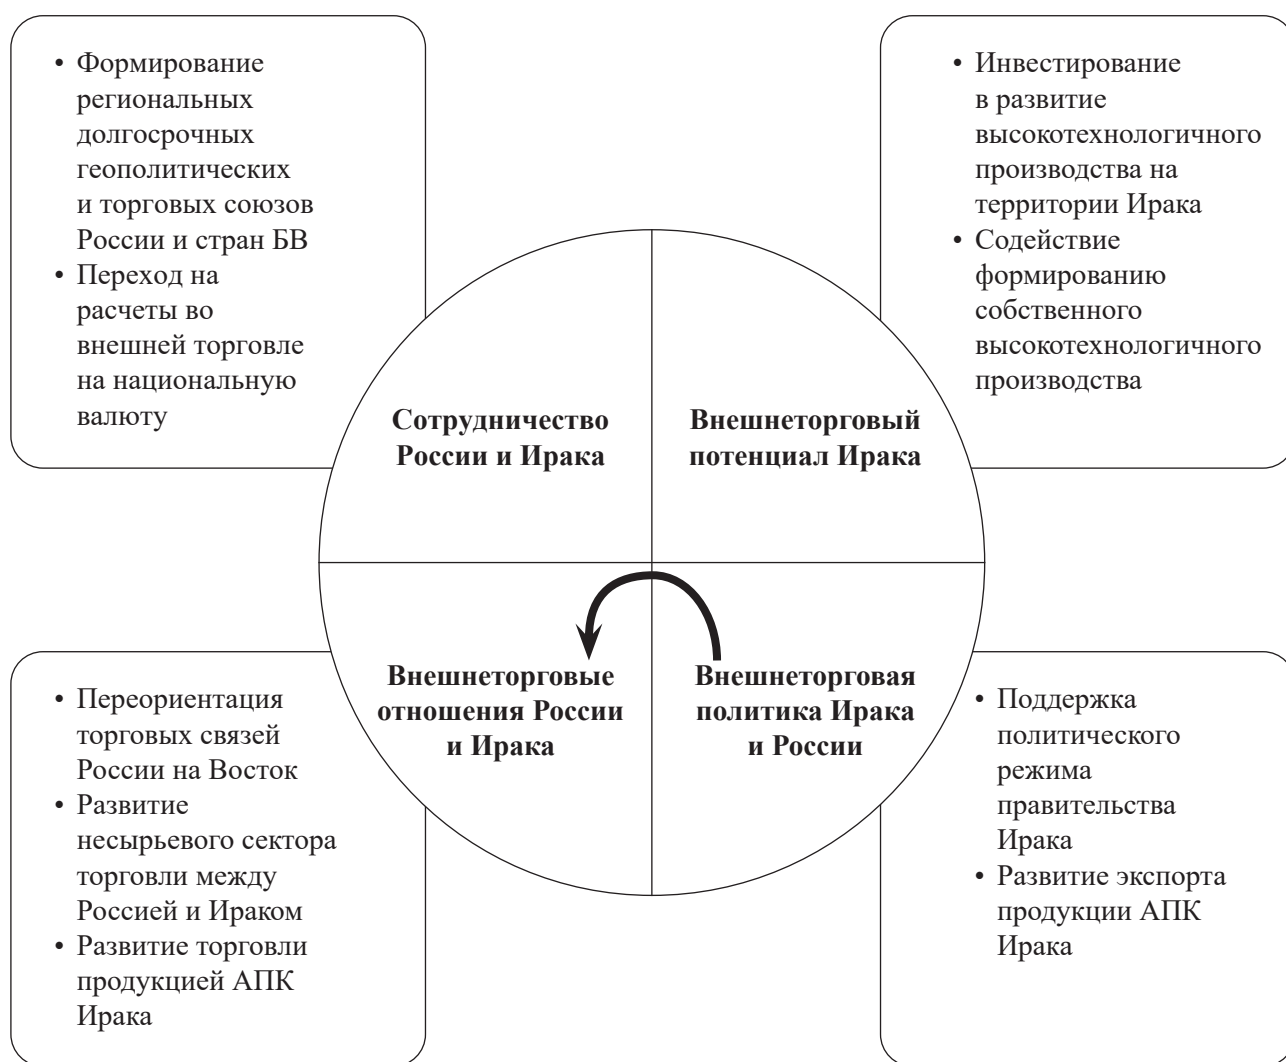 • Формирование
региональных
долгосрочных
геополитических
и торговых союзов
России и стран БВ
• Переход на
расчеты во
внешней торговле
на национальную
валюту
• Инвестирование
в развитие
высокотехнологичного
производства на
территории Ирака
• Содействие
формированию
собственного
высокотехнологичного
производства
Сотрудничество
России и Ирака
Внешнеторговый
потенциал Ирака
Внешнеторговые
отношения России
и Ирака
Внешнеторговая
политика Ирака
и России
• Переориентация
торговых связей
России на Восток
• Развитие
несырьевого сектора
торговли между
Россией и Ираком
• Развитие торговли
продукцией АПК
Ирака
• Поддержка
политического
режима
правительства
Ирака
• Развитие экспорта
продукции АПК
Ирака